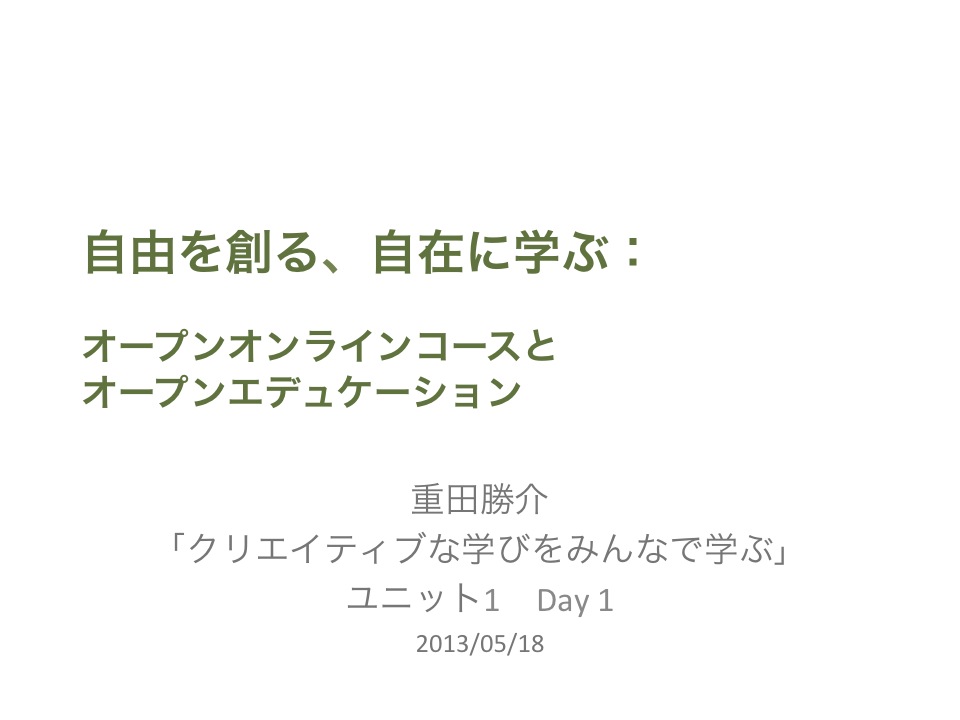 自由を創る、自在に学ぶ：
オープンオンラインコースと
オープンエデュケーション
重田勝介
「クリエイティブな学びをみんなで学ぶ」
ユニット1　Day 1
2013/05/18